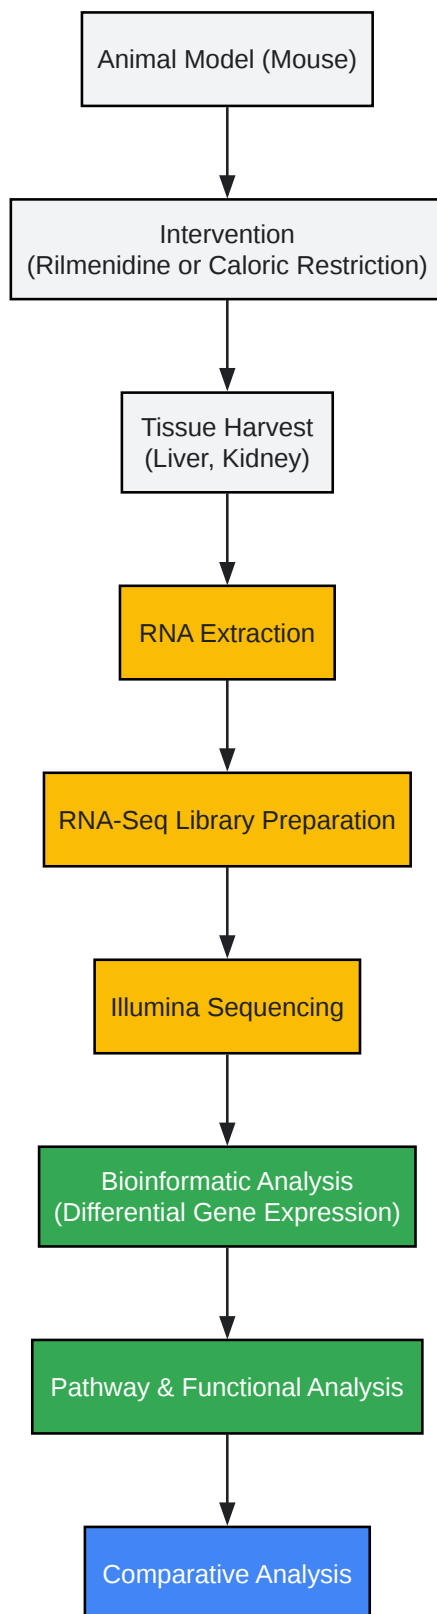 Animal Model (Mouse)
Intervention
(Rilmenidine or Caloric Restriction)
Tissue Harvest
(Liver, Kidney)
RNA Extraction
RNA-Seq Library Preparation
Illumina Sequencing
Bioinformatic Analysis
(Differential Gene Expression)
Pathway & Functional Analysis
Comparative Analysis